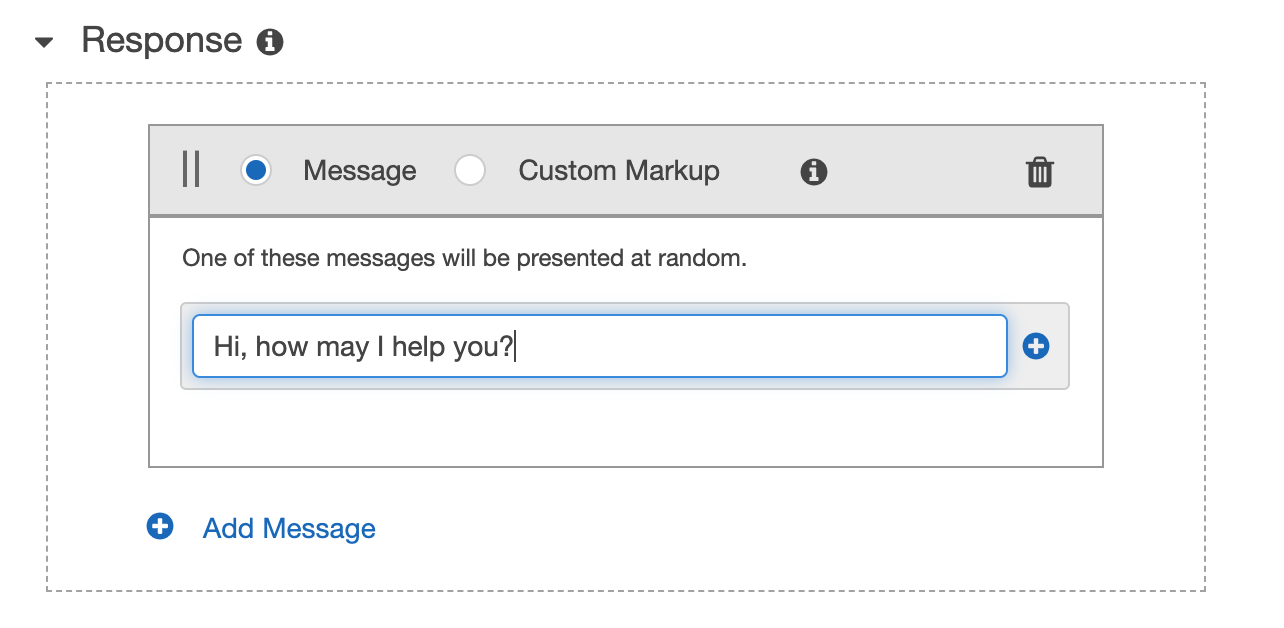 Response
Message Custom Markup
One of these messages will be presented at random.
Hi, how may I help you?
Add Message